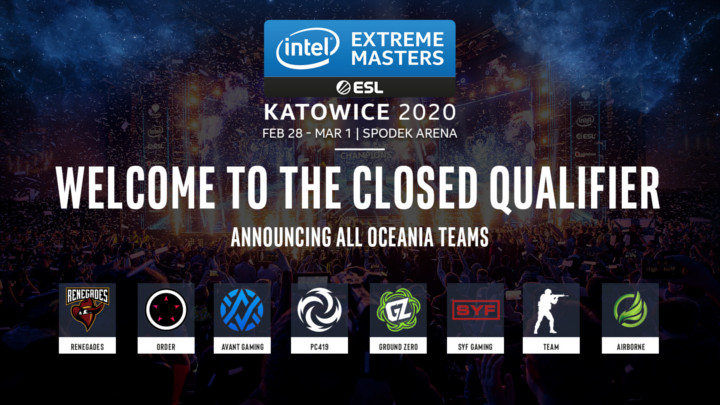 intel
EXTREME
MASTERS
ESL
KATOWICE 2020
FEB 28 - MAR 1 | SPODEK ARENA
WELCOME TO THE CLOSED QUALIFIER
ANNOUNCING ALL OCEANIA TEAMS
RENEGADES
GZ
SYF
RENEGADES
ORDER
AVANT GAMING
PC419
GROUND ZERO
SYF GAMING
TEAM
AIRBORNE